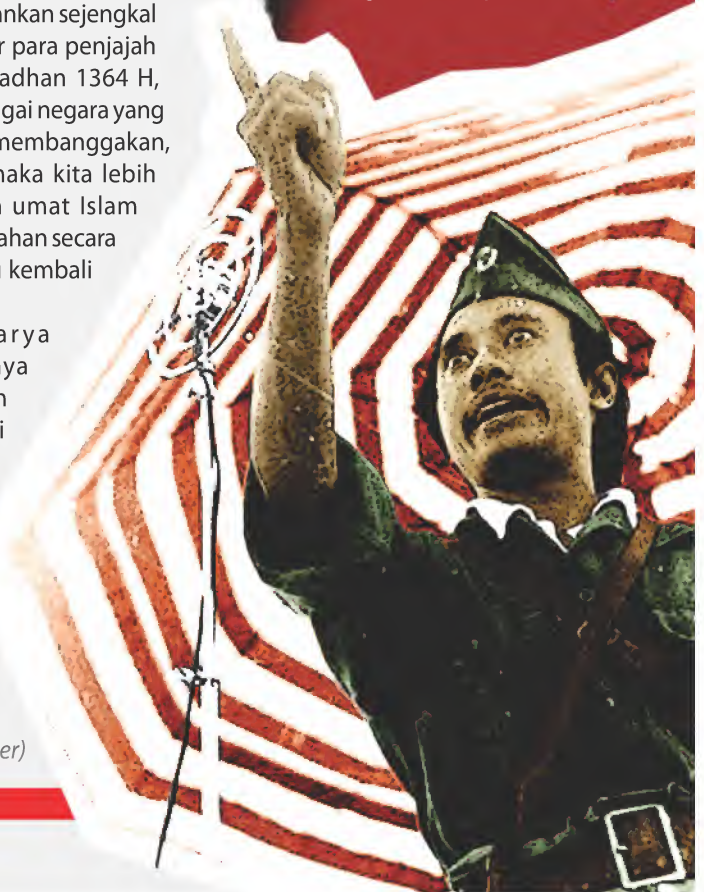 ankan sejengkal
r para penjajah
adhan 1364 H,
gai negara yang
membanggakan,
naka kita lebih
umat Islam
ahan secara
kembali
arya
ya
n
i
er)